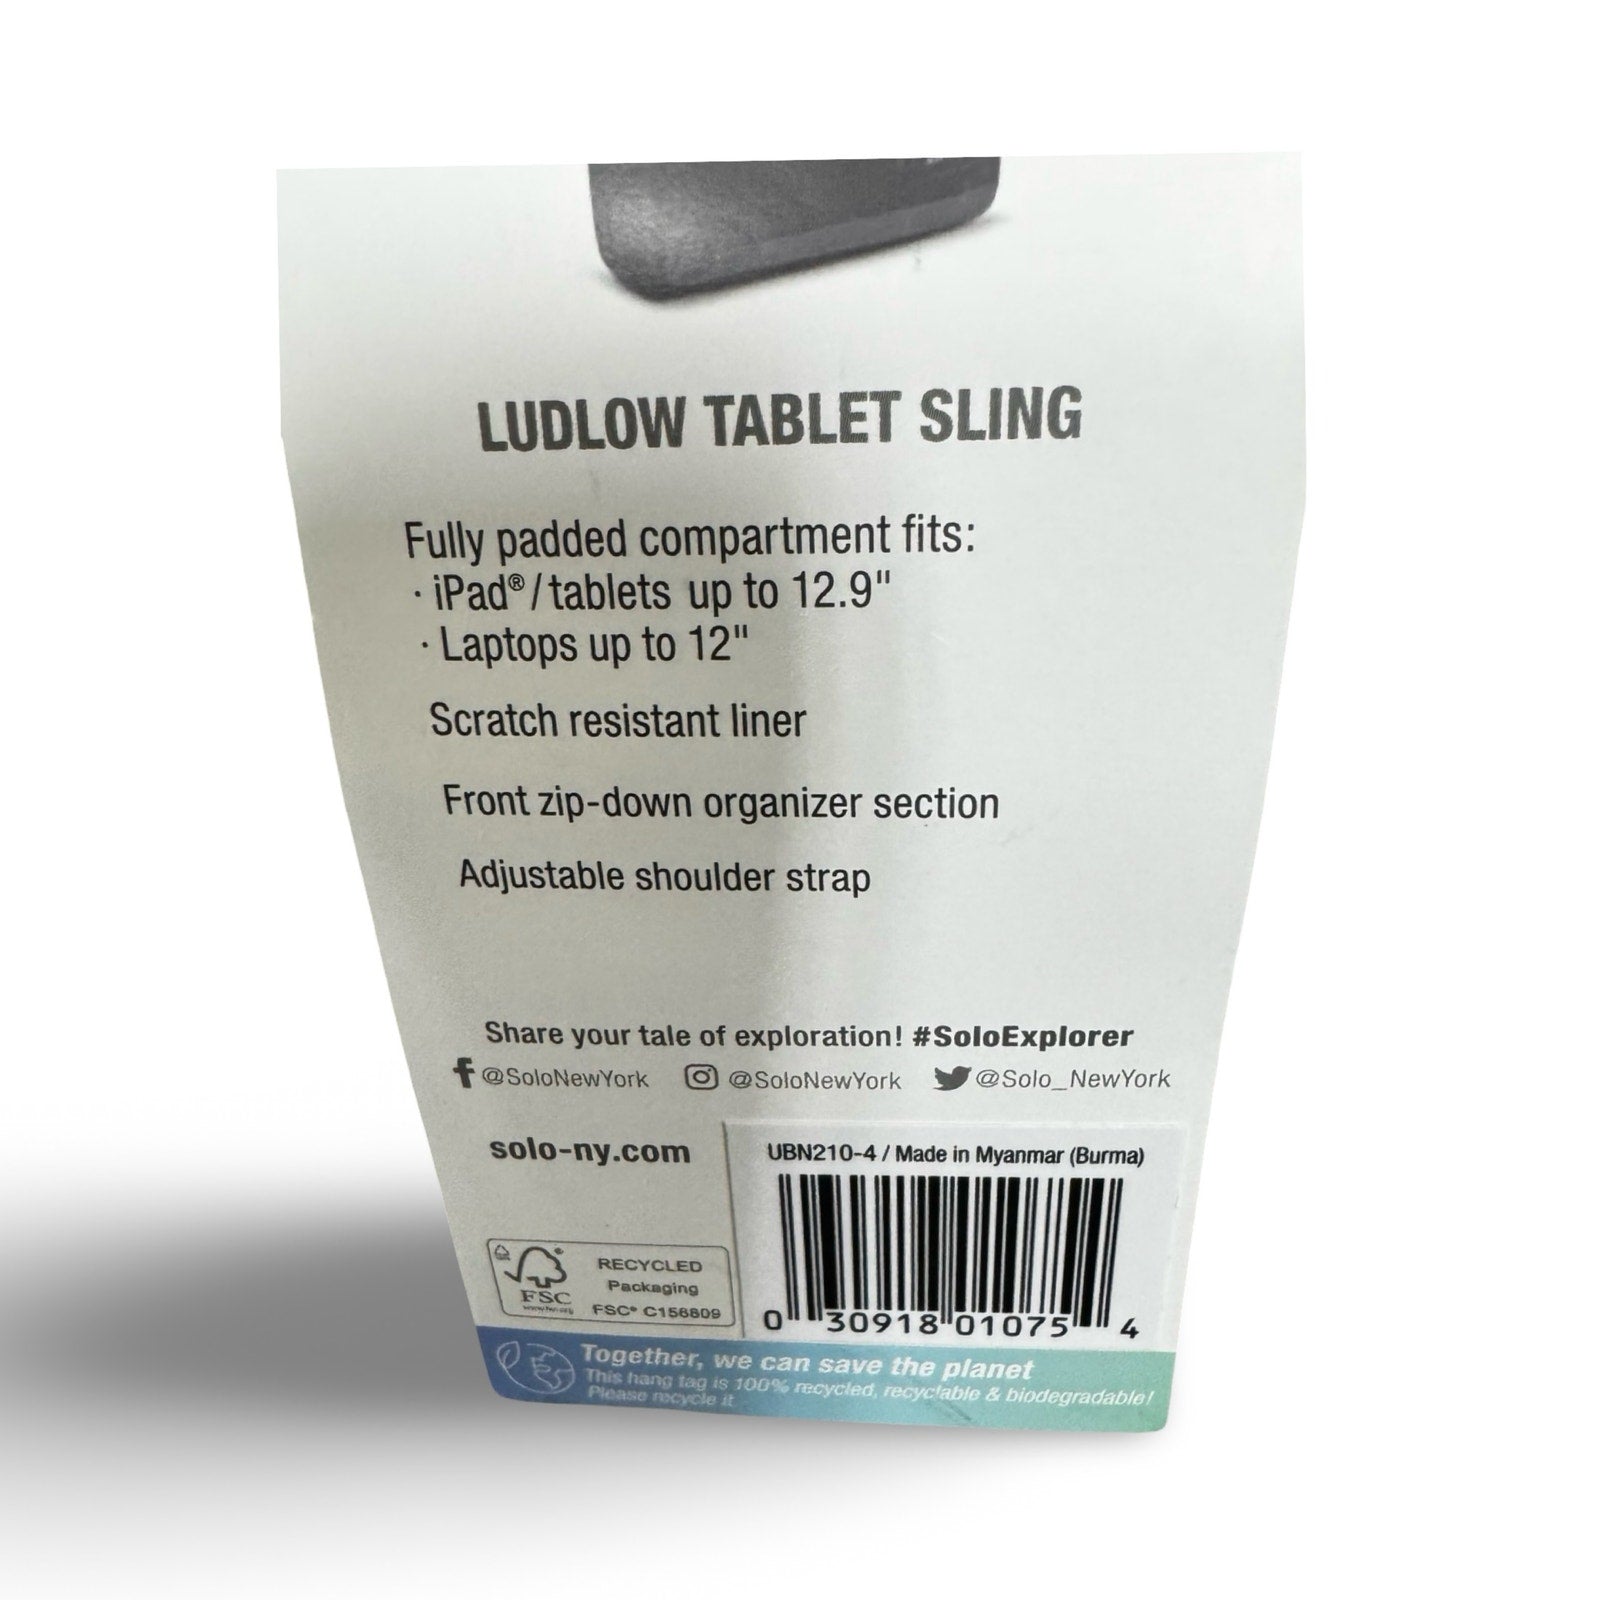 LUDLOW TABLET SLING
Fully padded compartment fits:
· iPad®/tablets up to 12.9"
· Laptops up to 12"
Scratch resistant liner
Front zip-down organizer section
Adjustable shoulder strap
Share your tale of exploration! #SoloExplorer
@SoloNewYork @SoloNewYork @Solo_NewYork
solo-ny.com
UBN210-4 / Made in Myanmar (Burma)
0 30918 01075 4
RECYCLED
Packaging
FSC
FSC® C156809
Together, we can save the planet
This hang tag is 100% recycled, recyclable & biodegradable!
Please recycle it